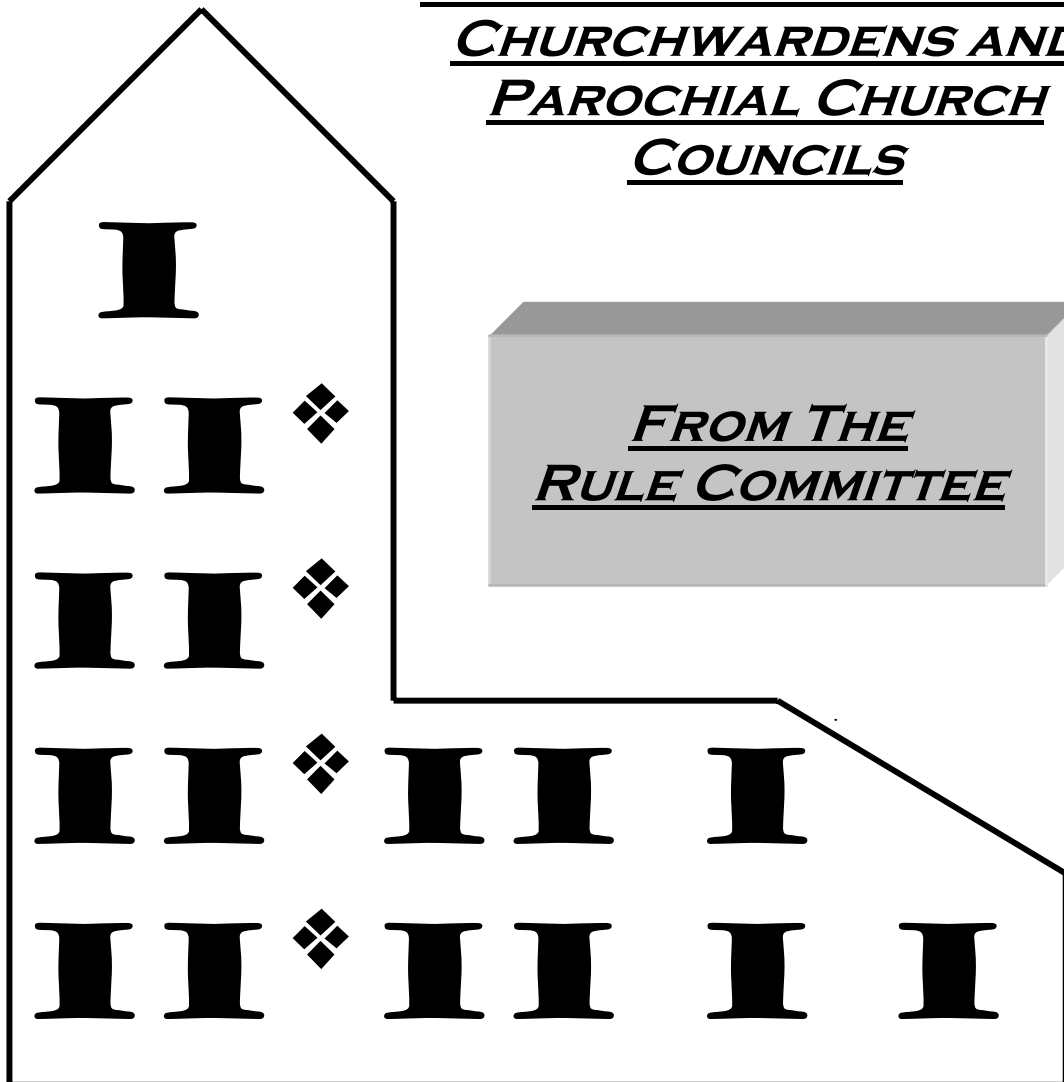 CHURCHWARDENS AND
PAROCHIAL CHURCH
COUNCILS
FROM THE
RULE COMMITTEE
I
I I ❖
I I ❖
I I ❖ I I I
I I ❖ I I I I